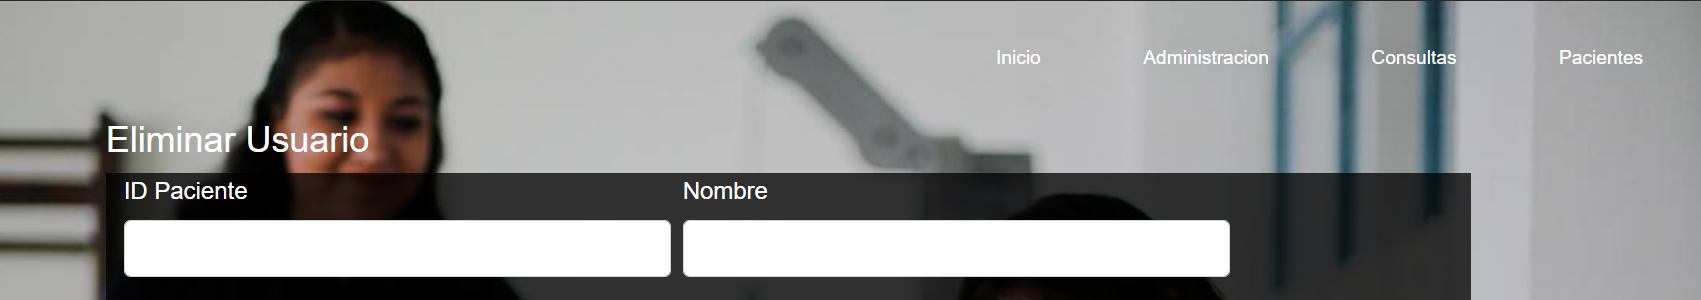 Inicio Administracion Consultas Pacientes
Eliminar Usuario
ID Paciente Nombre